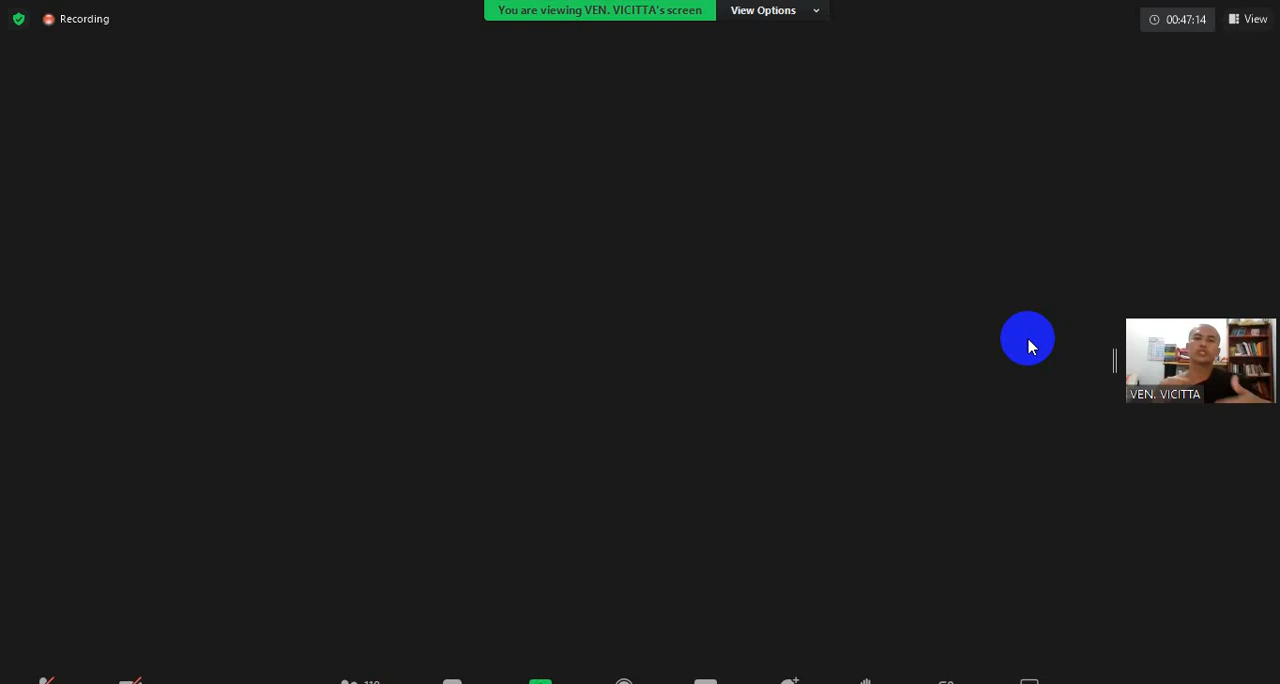 Recording
You are viewing VEN. VICITTA's screen
View Options
00:47:14
View
VEN. VICITTA